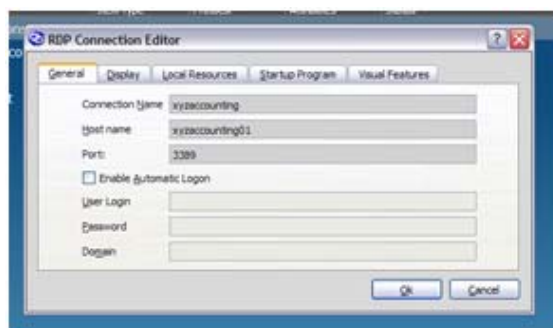 RDP Connection Editor
General Display Local Resources Startup Program Visual Features
Connection Name xyzaccounting
Host name xyzaccounting01
Port: 3389
Enable Automatic Logon
User Login
Password
Domain
Ok Cancel